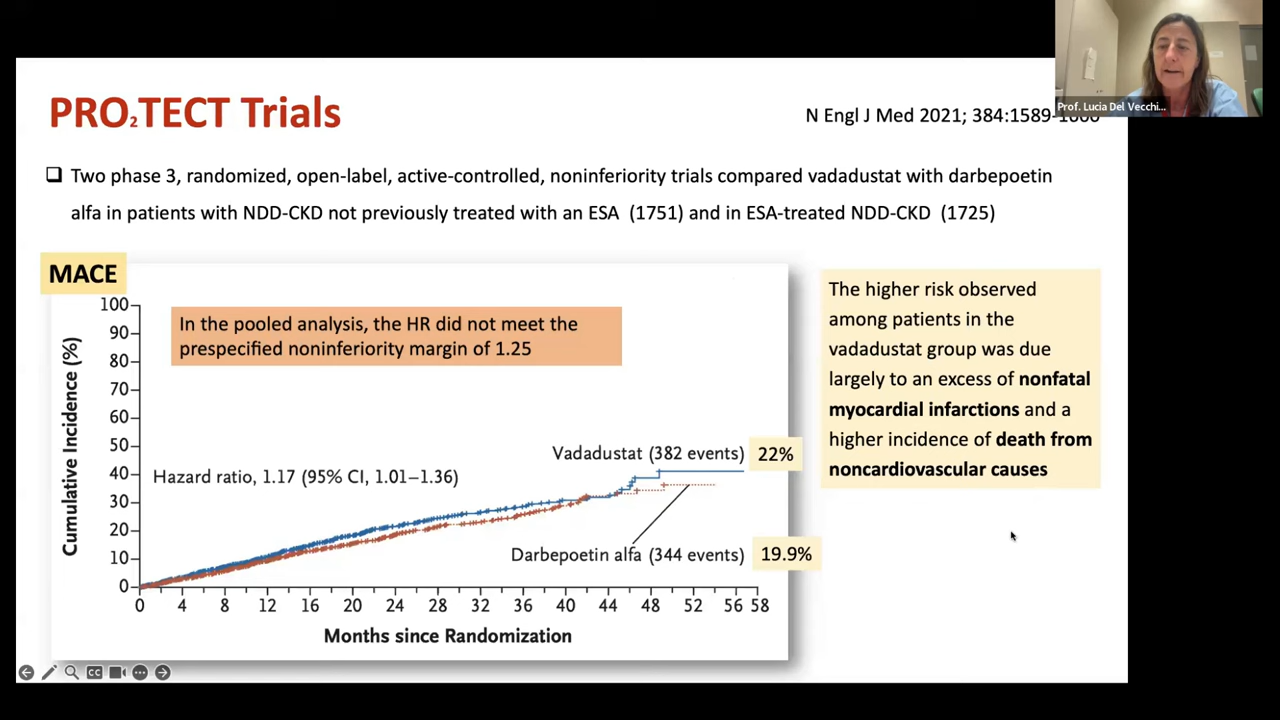 PRO₂TECT Trials
N Engl J Med 2021; 384:1589-1600
Prof. Lucia Del Vecchi...
❑ Two phase 3, randomized, open-label, active-controlled, noninferiority trials compared vadadustat with darbepoetin
alfa in patients with NDD-CKD not previously treated with an ESA (1751) and in ESA-treated NDD-CKD (1725)
MACE
In the pooled analysis, the HR did not meet the
prespecified noninferiority margin of 1.25
Cumulative Incidence (%)
100
90
80
70
60
50
40
30
20
10
0
Hazard ratio, 1.17 (95% CI, 1.01–1.36)
Vadadustat (382 events)
22%
Darbepoetin alfa (344 events)
19.9%
0 4 8 12 16 20 24 28 32 36 40 44 48 52 56 58
Months since Randomization
The higher risk observed
among patients in the
vadadustat group was due
largely to an excess of nonfatal
myocardial infarctions and a
higher incidence of death from
noncardiovascular causes
CC